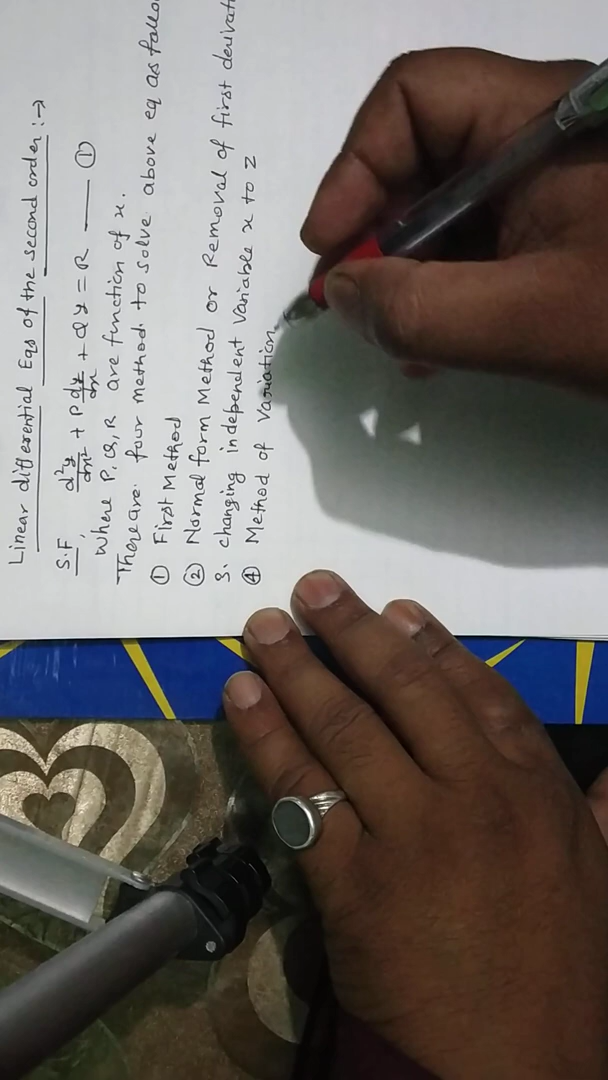 Linear differential Eqs of the second order :→
S.F, d²y/dx² + P dy/dx + Qy = R — ①
Where P, Q, R are function of x.
There are four method to solve above eq as follo
① First Method
② Normal form Method or Removal of first derivati
3. changing independent Variable x to z
④ Method of Variation